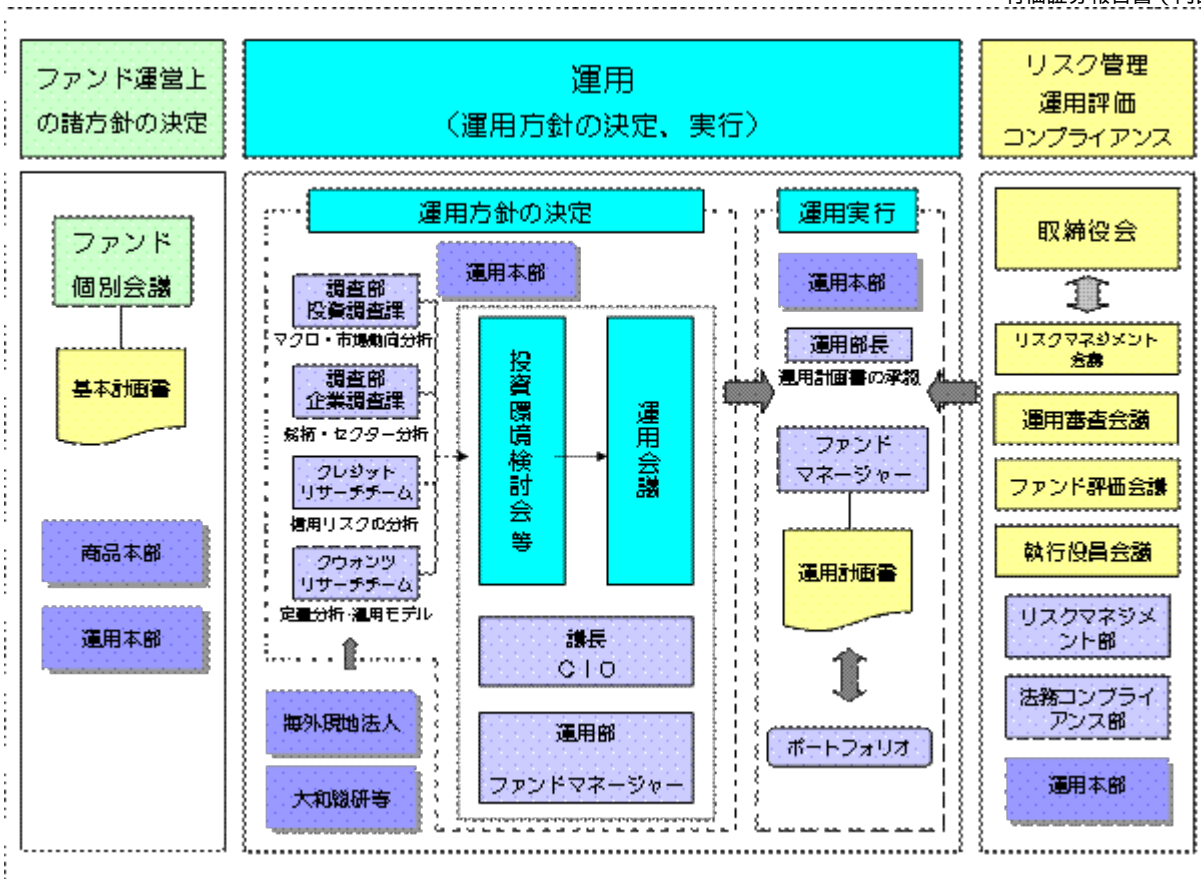 ファンド運営上
の諸方針の決定
運用
（運用方針の決定、実行）
リスク管理
運用評価
コンプライアンス
ファンド
個別会議
基本計画書
商品本部
運用本部
運用方針の決定
運用本部
調査部
投資調査課
マクロ・市場動向分析
調査部
企業調査課
銘柄・セクター分析
クレジット
リサーチチーム
信用リスクの分析
クウォンツ
リサーチチーム
定量分析・運用モデル
海外現地法人
大和総研等
投資環境検討会等
運用会議
議長
ＣＩＯ
運用部
ファンドマネージャー
運用実行
運用本部
運用部長
運用計画書の承認
ファンド
マネージャー
運用計画書
ポートフォリオ
取締役会
リスクマネジメント
会議
運用審査会議
ファンド評価会議
執行役員会議
リスクマネジメ
ント部
法務コンプライ
アンス部
運用本部